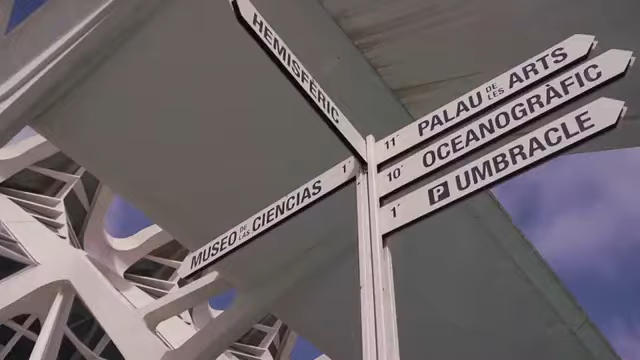 HEMISFÈRIC
11' PALAU DE LES ARTS
10' OCEANOGRÀFIC
1' P UMBRACLE
MUSEO DE LAS CIENCIAS 1'